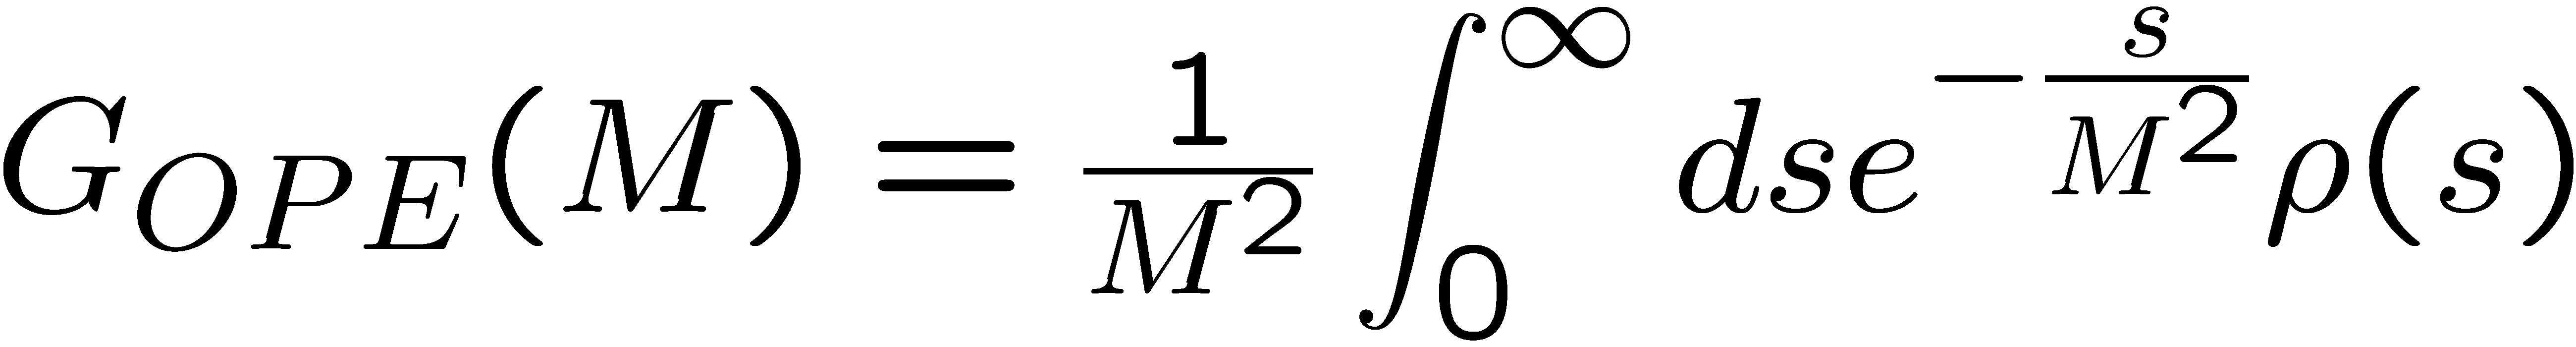 G_{OPE}(M) = \frac{1}{M^2} \int_0^\infty ds e^{-\frac{s}{M^2}} \rho(s)